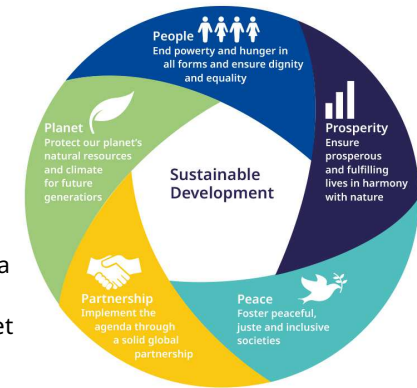 People
End poverty and hunger in
all forms and ensure dignity
and equality
Prosperity
Ensure
prosperous
and fulfilling
lives in harmony
with nature
Planet
Protect our planet's
natural resources
and climate
for future
generatiors
Sustainable
Development
a
et
Partnership
Implement the
agenda through
a solid global
partnership
Peace
Foster peaceful,
juste and inclusive
societies